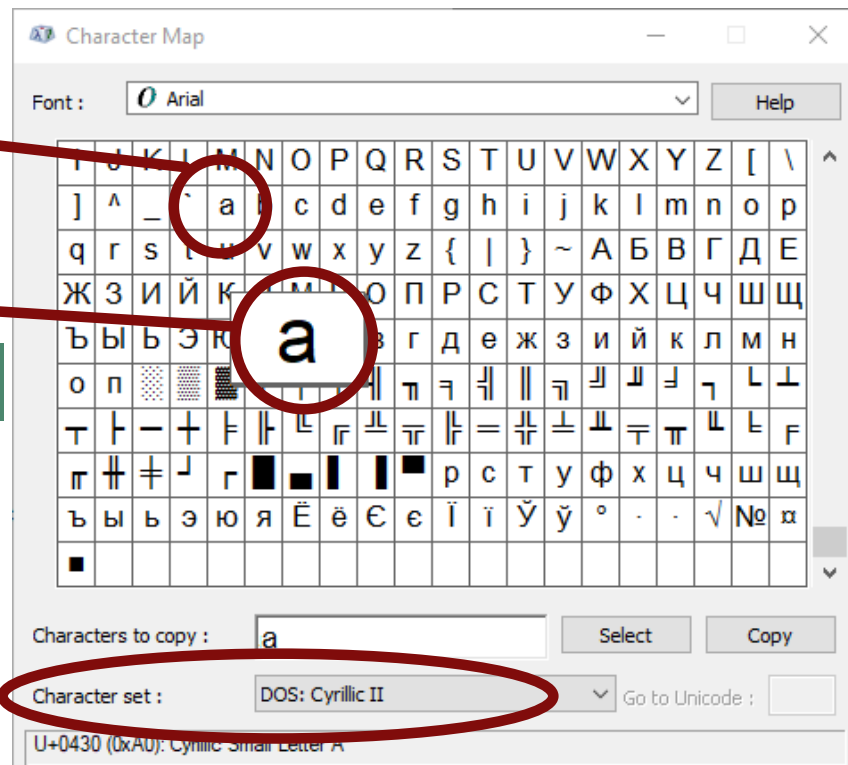 Character Map
Font : Arial Help
J K L M N O P Q R S T U V W X Y Z [ \
] ^ _ ` a b c d e f g h i j k l m n o p
q r s t u v w x y z { | } ~ А Б В Г Д Е
Ж З И Й К М О П Р С Т У Ф Х Ц Ч Ш Щ
Ъ Ы Ь Э Ю а в г д е ж з и й к л м н
о п ░ ▒ ▓ ╢ ╖ ╕ ╣ ║ ╗ ╝ ╜ ╛ ┐ └ ┴
┬ ├ ─ ┼ ╞ ╟ ╚ ╔ ╩ ╦ ╠ ═ ╬ ╧ ╨ ╤ ╥ ╙ ╘ ╒
╓ ╫ ╪ ┘ ┌ █ ▄ ▌ ▐ ▀ р с т у ф х ц ч ш щ
ъ ы ь э ю я Ё ё Є є Ї ї Ў ў ° ∙ · √ № ¤
■
Characters to copy : а Select Copy
Character set : DOS: Cyrillic II Go to Unicode :
U+0430 (0xA0): Cyrillic Small Letter A